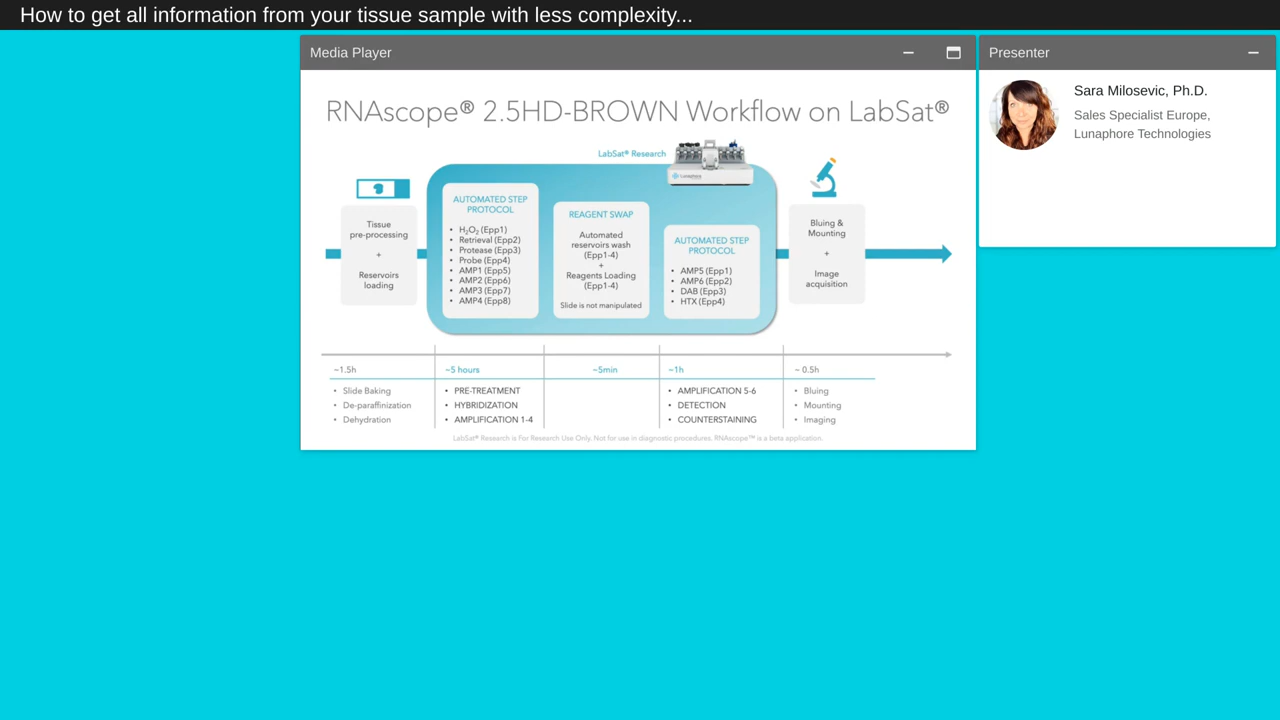 How to get all information from your tissue sample with less complexity...
Media Player
Presenter
Sara Milosevic, Ph.D.
Sales Specialist Europe,
Lunaphore Technologies
RNAscope® 2.5HD-BROWN Workflow on LabSat®
LabSat® Research
Lunaphore
Tissue
pre-processing
+
Reservoirs
loading
AUTOMATED STEP
PROTOCOL
• H₂O₂ (Epp1)
• Retrieval (Epp2)
• Protease (Epp3)
• Probe (Epp4)
• AMP1 (Epp5)
• AMP2 (Epp6)
• AMP3 (Epp7)
• AMP4 (Epp8)
REAGENT SWAP
Automated
reservoirs wash
(Epp1-4)
+
Reagents Loading
(Epp1-4)
Slide is not manipulated
AUTOMATED STEP
PROTOCOL
• AMP5 (Epp1)
• AMP6 (Epp2)
• DAB (Epp3)
• HTX (Epp4)
Bluing &
Mounting
+
Image
acquisition
~1.5h
• Slide Baking
• De-paraffinization
• Dehydration
~5 hours
• PRE-TREATMENT
• HYBRIDIZATION
• AMPLIFICATION 1-4
~5min
~1h
• AMPLIFICATION 5-6
• DETECTION
• COUNTERSTAINING
~ 0.5h
• Bluing
• Mounting
• Imaging
LabSat® Research is For Research Use Only. Not for use in diagnostic procedures. RNAscope™ is a beta application.